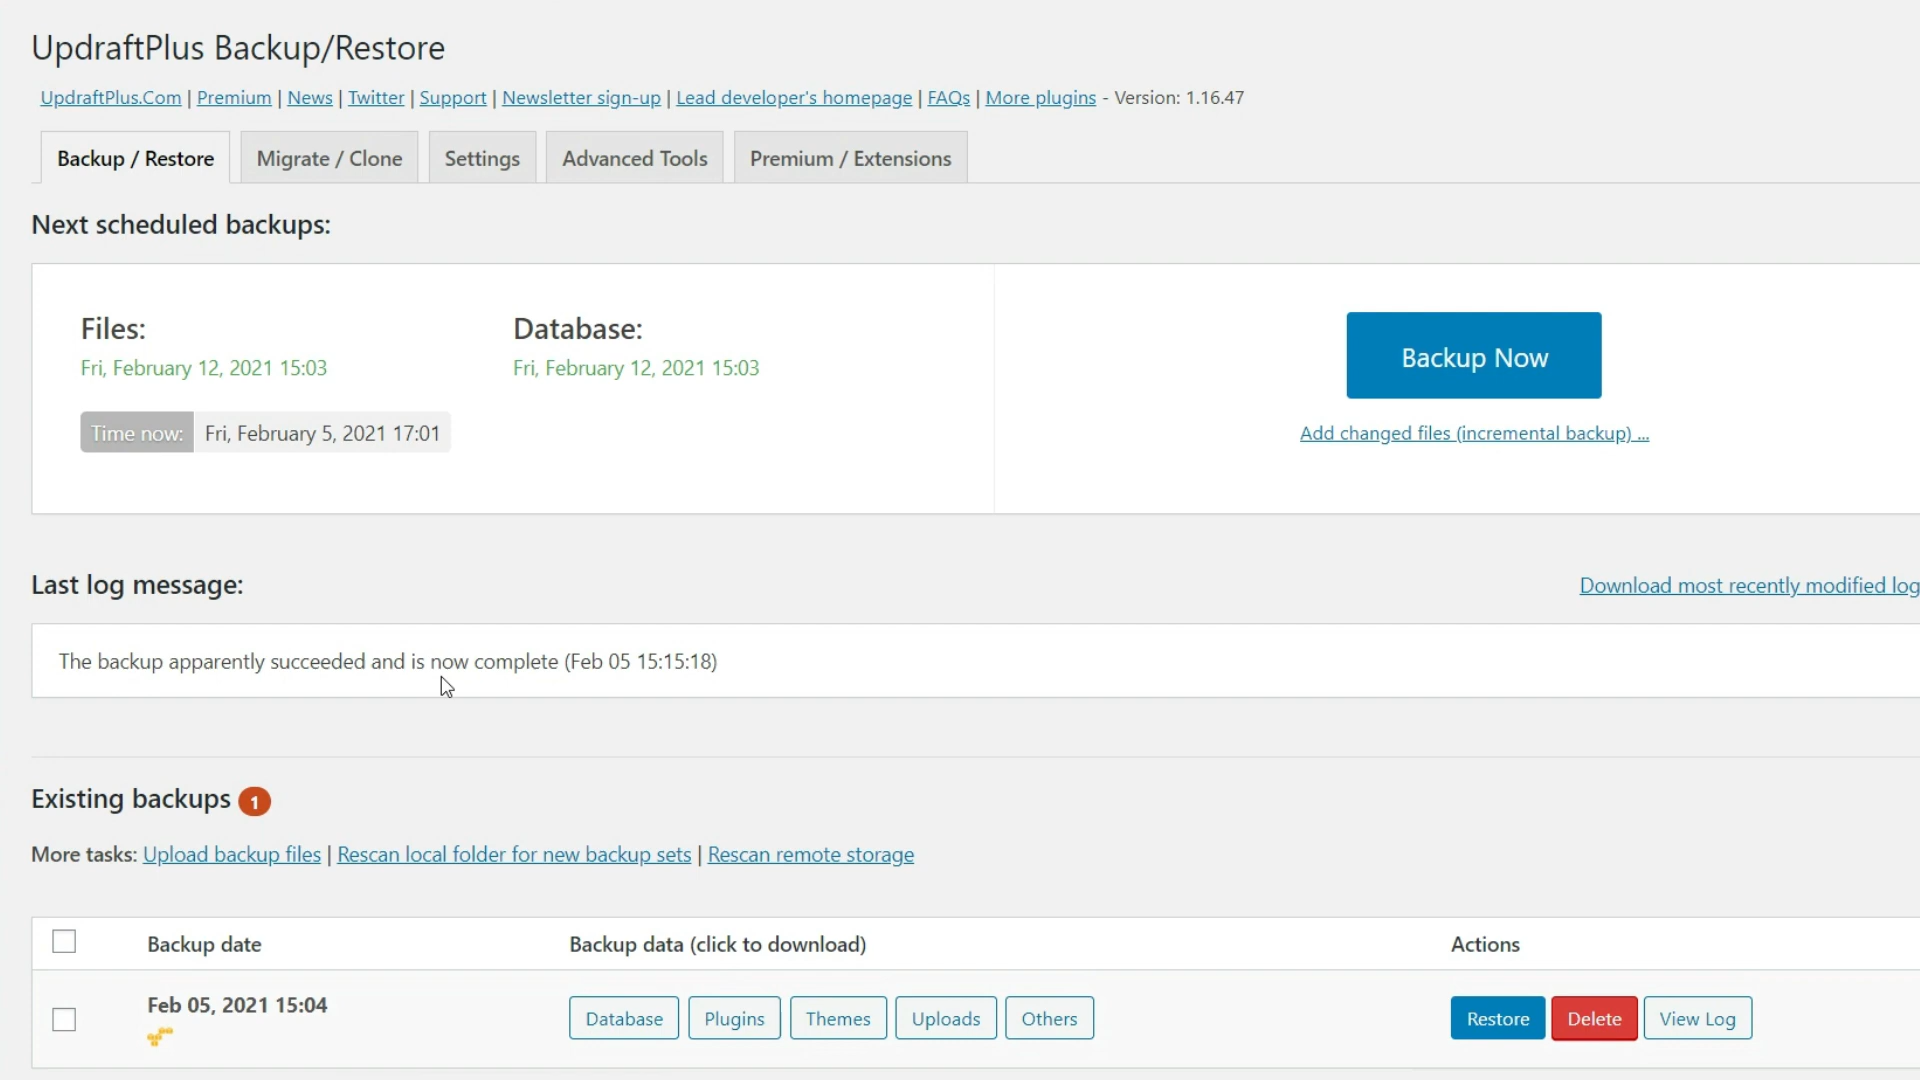 UpdraftPlus Backup/Restore
UpdraftPlus.Com | Premium | News | Twitter | Support | Newsletter sign-up | Lead developer's homepage | FAQs | More plugins - Version: 1.16.47
Backup / Restore Migrate / Clone Settings Advanced Tools Premium / Extensions
Next scheduled backups:
Files: Database:
Fri, February 12, 2021 15:03 Fri, February 12, 2021 15:03
Backup Now
Time now: Fri, February 5, 2021 17:01
Add changed files (incremental backup) ...
Last log message: Download most recently modified log
The backup apparently succeeded and is now complete (Feb 05 15:15:18)
Existing backups 1
More tasks: Upload backup files | Rescan local folder for new backup sets | Rescan remote storage
Backup date Backup data (click to download) Actions
Feb 05, 2021 15:04 Database Plugins Themes Uploads Others Restore Delete View Log